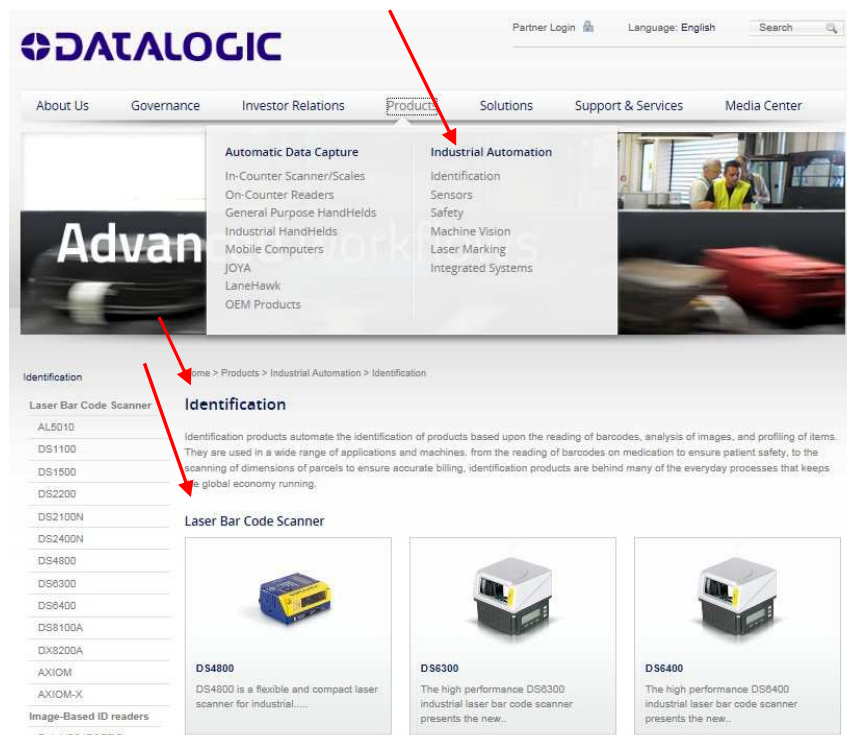 DATALOGIC
Partner Login
Language: English
Search
About Us
Governance
Investor Relations
Products
Solutions
Support & Services
Media Center
Automatic Data Capture
In-Counter Scanner/Scales
On-Counter Readers
General Purpose HandHelds
Industrial HandHelds
Mobile Computers
JOYA
LaneHawk
OEM Products
Industrial Automation
Identification
Sensors
Safety
Machine Vision
Laser Marking
Integrated Systems
Advan
Identification
Laser Bar Code Scanner
AL5010
DS1100
DS1500
DS2200
DS2100N
DS2400N
DS4800
DS6300
DS6400
DS8100A
DX8200A
AXIOM
AXIOM-X
Image-Based ID readers
Home > Products > Industrial Automation > Identification
Identification
Identification products automate the identification of products based upon the reading of barcodes, analysis of images, and profiling of items.
They are used in a wide range of applications and machines. from the reading of barcodes on medication to ensure patient safety, to the
scanning of dimensions of parcels to ensure accurate billing, identification products are behind many of the everyday processes that keeps
the global economy running.
Laser Bar Code Scanner
DS4800
DS4800 is a flexible and compact laser
scanner for industrial.....
DS6300
The high performance DS6300
industrial laser bar code scanner
presents the new..
DS6400
The high performance DS6400
industrial laser bar code scanner
presents the new..